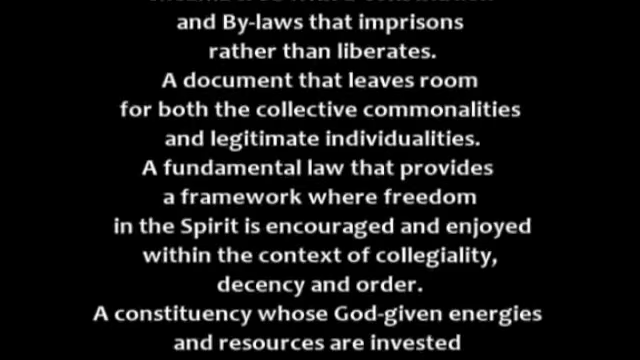 and By-laws that imprisons
rather than liberates.
A document that leaves room
for both the collective commonalities
and legitimate individualities.
A fundamental law that provides
a framework where freedom
in the Spirit is encouraged and enjoyed
within the context of collegiality,
decency and order.
A constituency whose God-given energies
and resources are invested